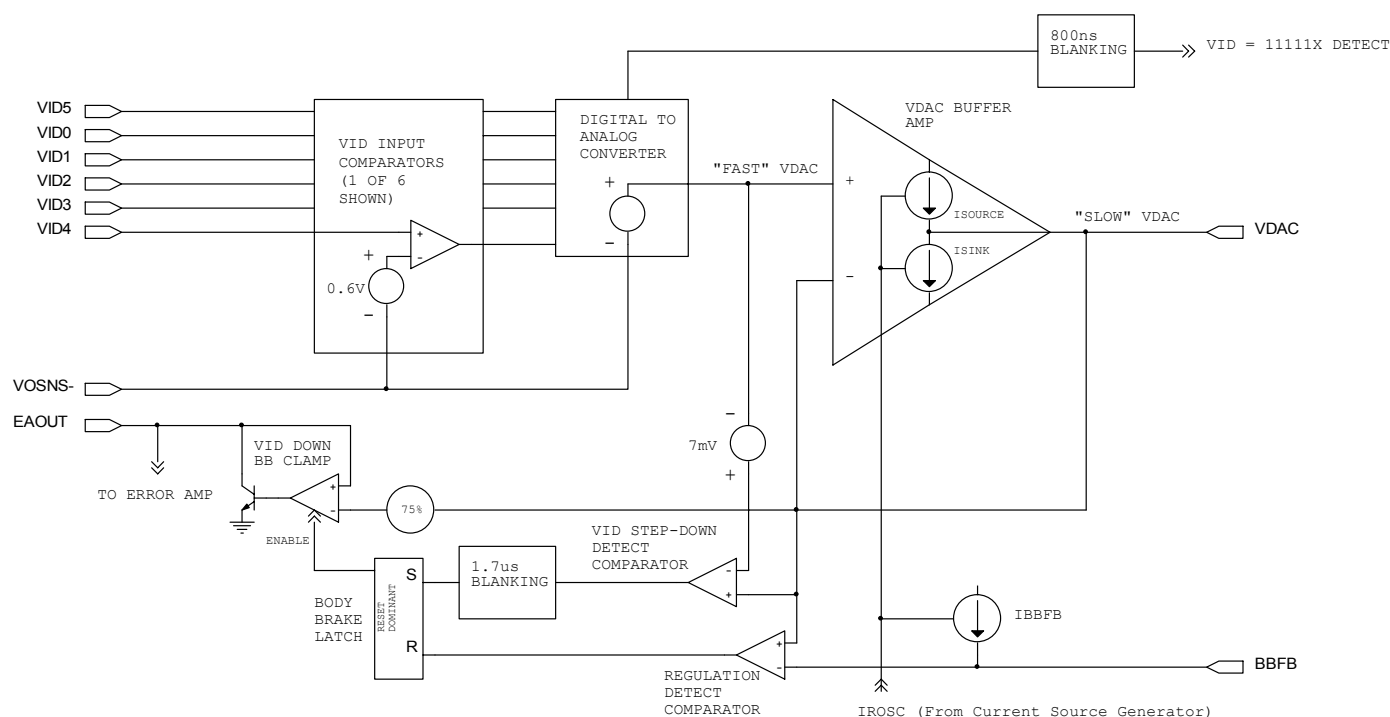 800ns
BLANKING
VID = 11111X DETECT
VID5
VID0
VID1
VID2
VID3
VID4
VID INPUT
COMPARATORS
(1 OF 6
SHOWN)
+
-
+
0.6V
-
DIGITAL TO
ANALOG
CONVERTER
+
-
"FAST" VDAC
VDAC BUFFER
AMP
+
-
ISOURCE
ISINK
"SLOW" VDAC
VDAC
VOSNS-
EAOUT
VID DOWN
BB CLAMP
TO ERROR AMP
+
-
75%
ENABLE
-
7mV
+
VID STEP-DOWN
DETECT
COMPARATOR
-
+
1.7us
BLANKING
S
R
RESET
DOMINANT
BODY
BRAKE
LATCH
+
-
REGULATION
DETECT
COMPARATOR
IBBFB
BBFB
IROSC (From Current Source Generator)